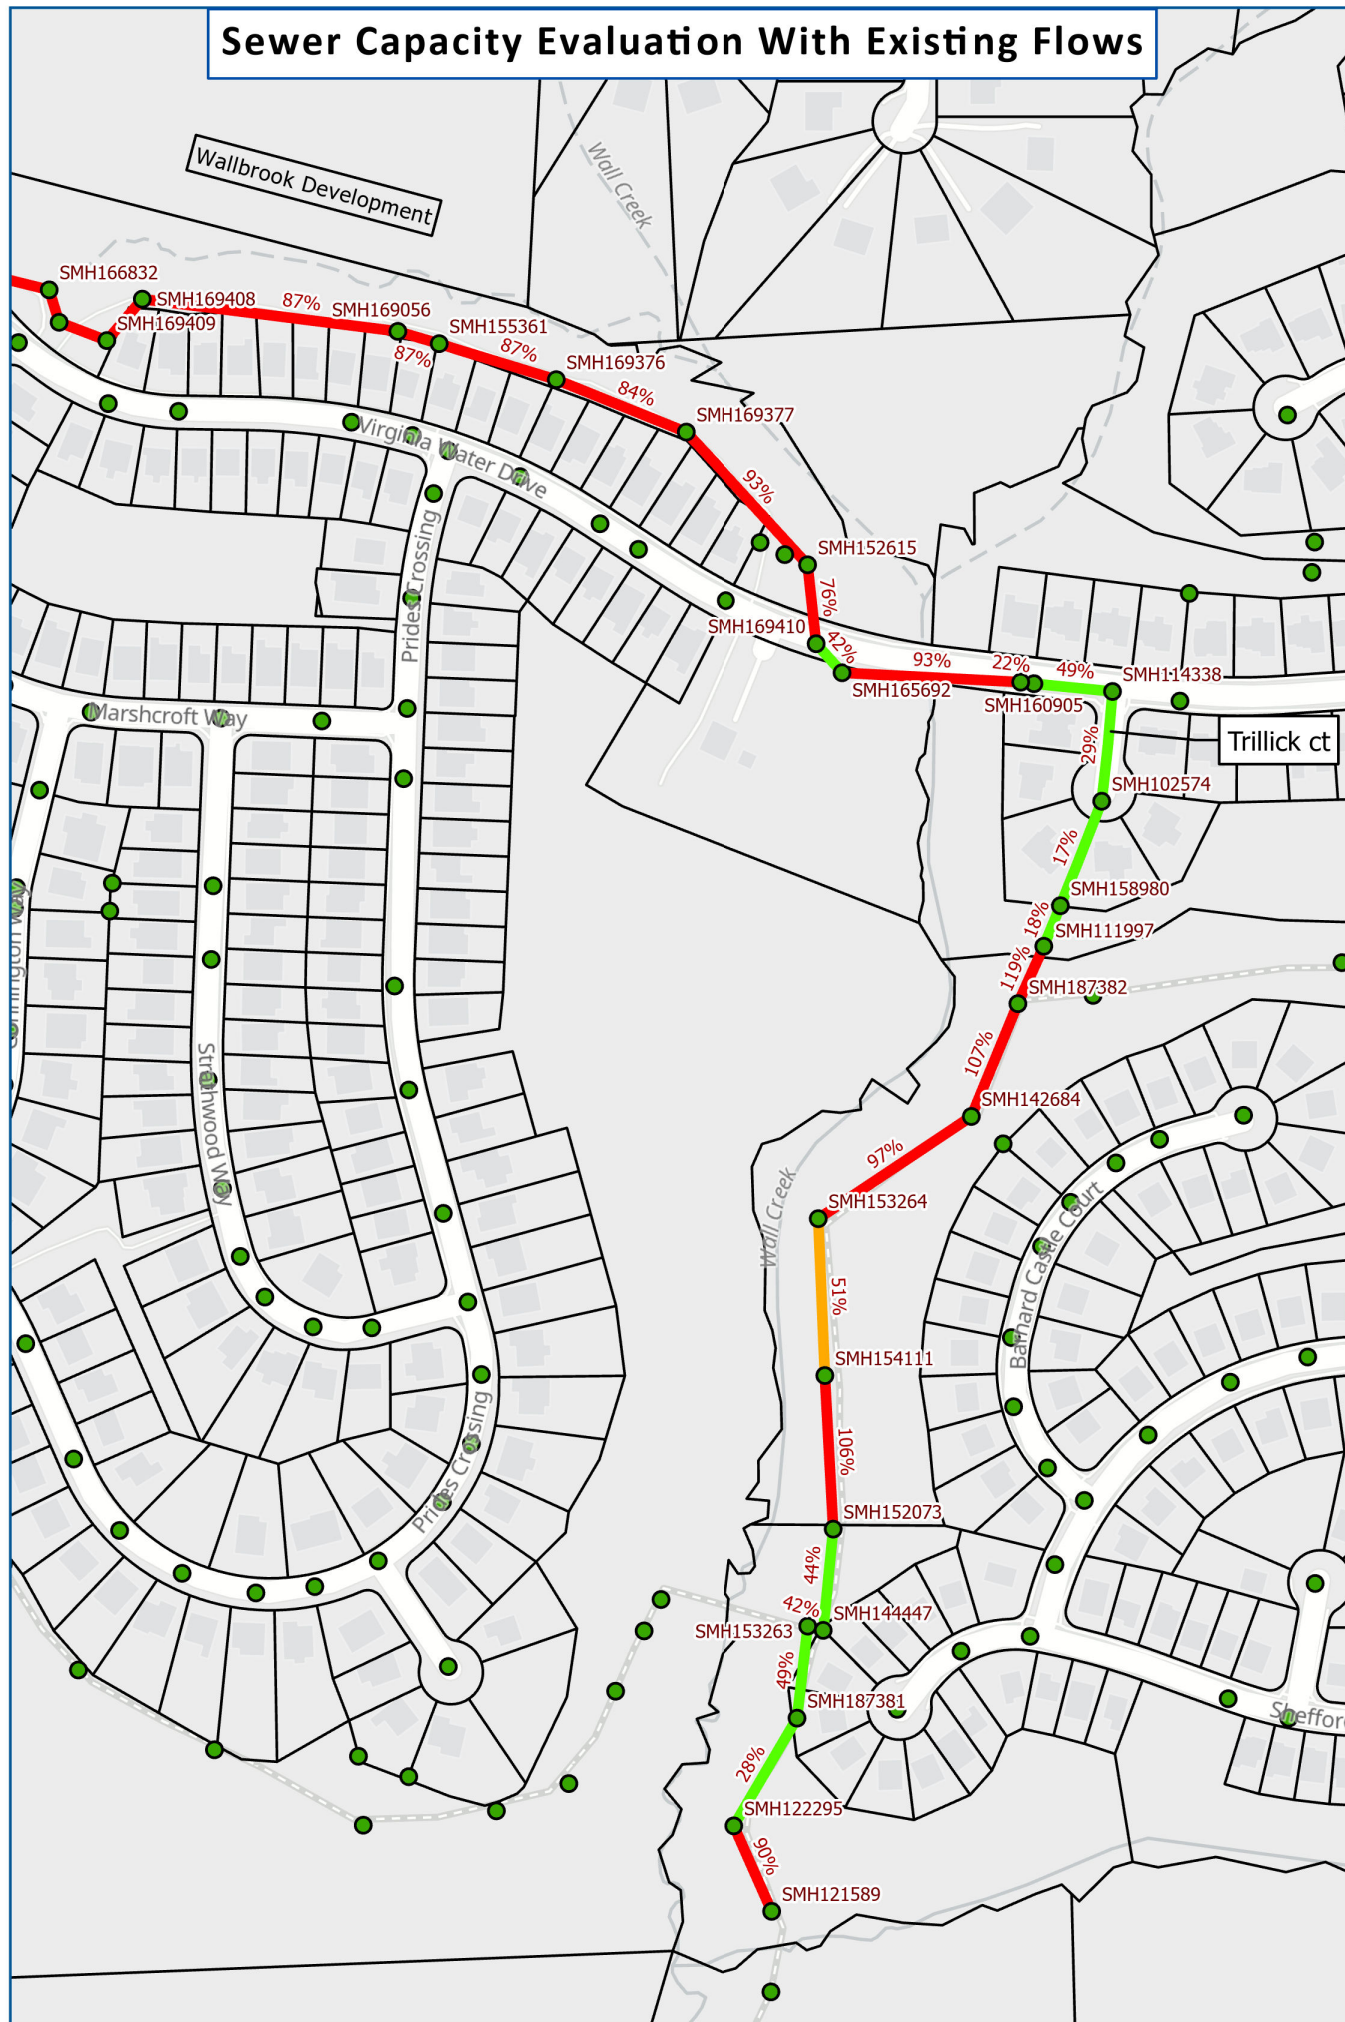 Sewer Capacity Evaluation With Existing Flows
Wallbrook Development
Wall Creek
SMH166832
SMH169408
87%
SMH169056
SMH169409
SMH155361
87%
87%
SMH169376
84%
SMH169377
Virginia Water Drive
93%
Prides Crossing
SMH152615
76%
SMH169410
42%
93%
22%
49%
SMH114338
SMH165692
SMH160905
Marshcroft Way
29%
Trillick ct
SMH102574
17%
SMH158980
18%
SMH111997
119%
SMH187382
107%
Strathwood Way
SMH142684
97%
SMH153264
Wall Creek
Barnard Castle Court
51%
SMH154111
106%
Prides Crossing
SMH152073
44%
42%
SMH144447
SMH153263
49%
SMH187381
Shefford
28%
SMH122295
90%
SMH121589